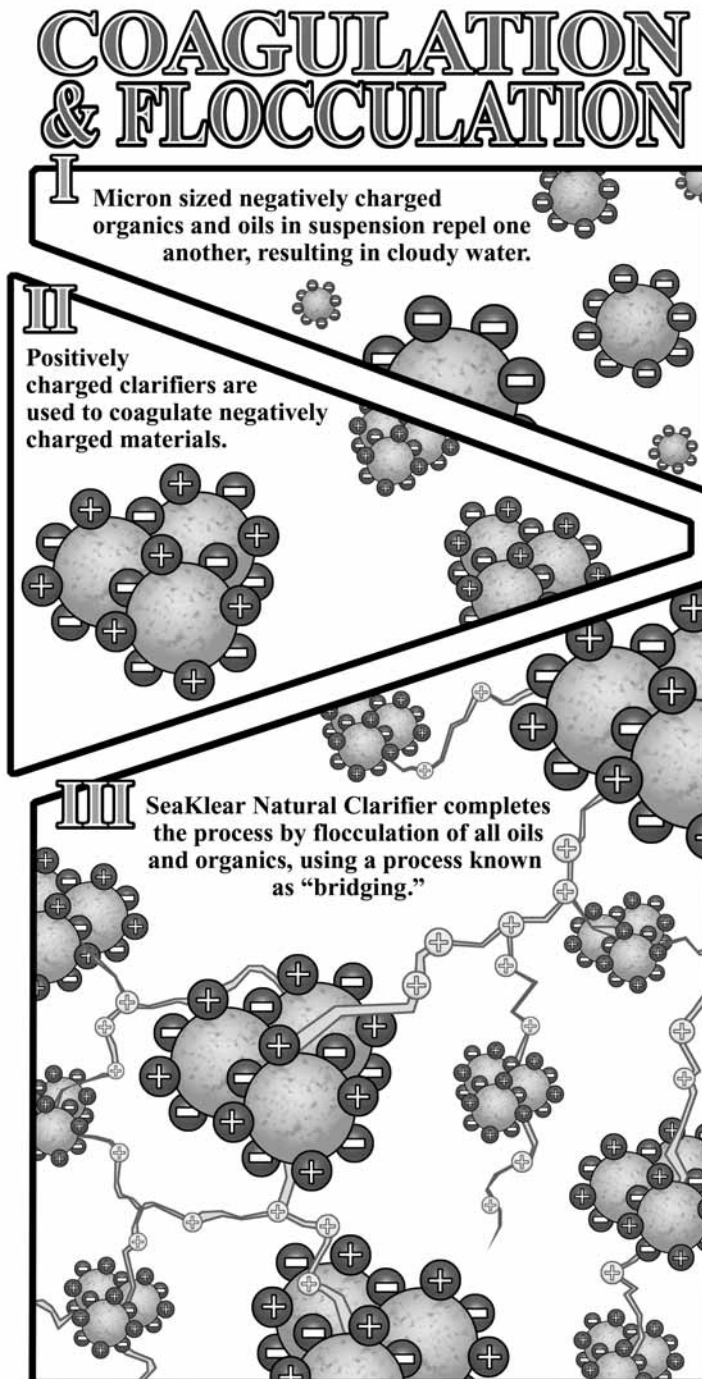 COAGULATION
& FLOCCULATION
I
Micron sized negatively charged
organics and oils in suspension repel one
another, resulting in cloudy water.
II
Positively
charged clarifiers are
used to coagulate negatively
charged materials.
III
SeaKlear Natural Clarifier completes
the process by flocculation of all oils
and organics, using a process known
as “bridging.”